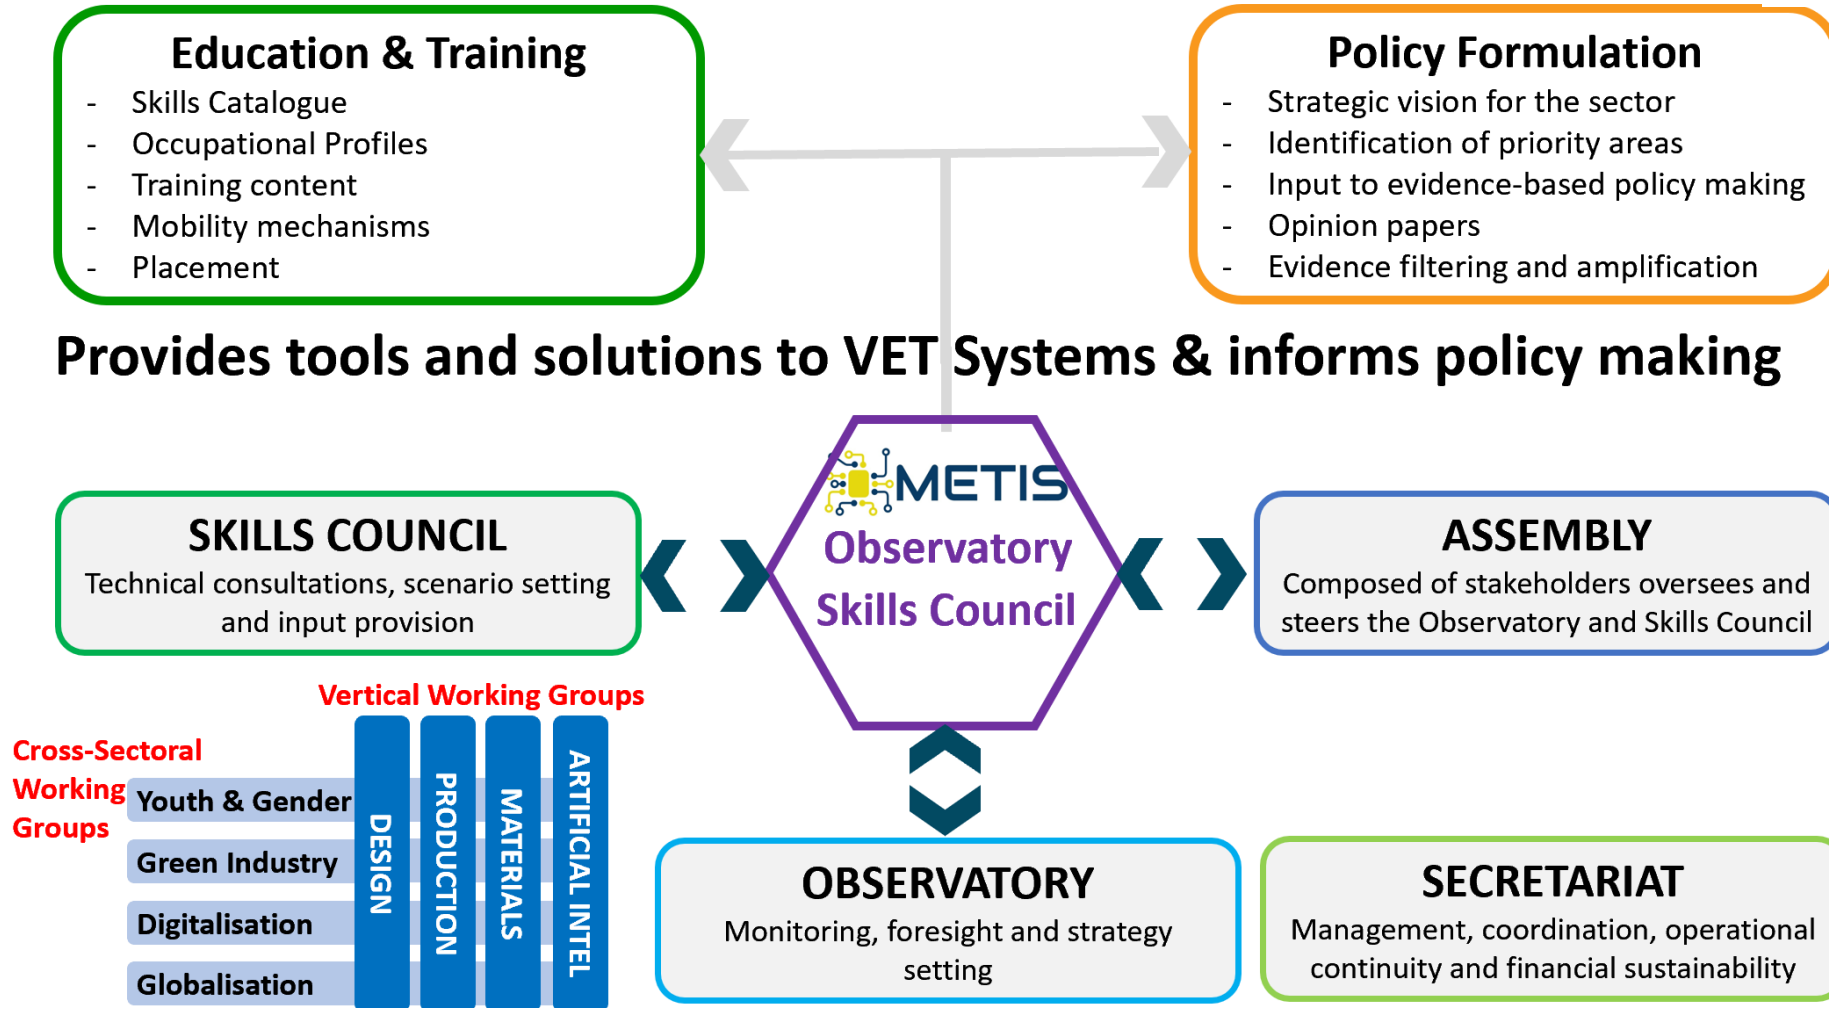 Education & Training
- Skills Catalogue
- Occupational Profiles
- Training content
- Mobility mechanisms
- Placement
Policy Formulation
- Strategic vision for the sector
- Identification of priority areas
- Input to evidence-based policy making
- Opinion papers
- Evidence filtering and amplification
Provides tools and solutions to VET Systems & informs policy making
METIS
Observatory
Skills Council
SKILLS COUNCIL
Technical consultations, scenario setting
and input provision
ASSEMBLY
Composed of stakeholders oversees and
steers the Observatory and Skills Council
Vertical Working Groups
Cross-Sectoral
Working
Groups
Youth & Gender
Green Industry
Digitalisation
Globalisation
DESIGN
PRODUCTION
MATERIALS
ARTIFICIAL INTEL
OBSERVATORY
Monitoring, foresight and strategy
setting
SECRETARIAT
Management, coordination, operational
continuity and financial sustainability